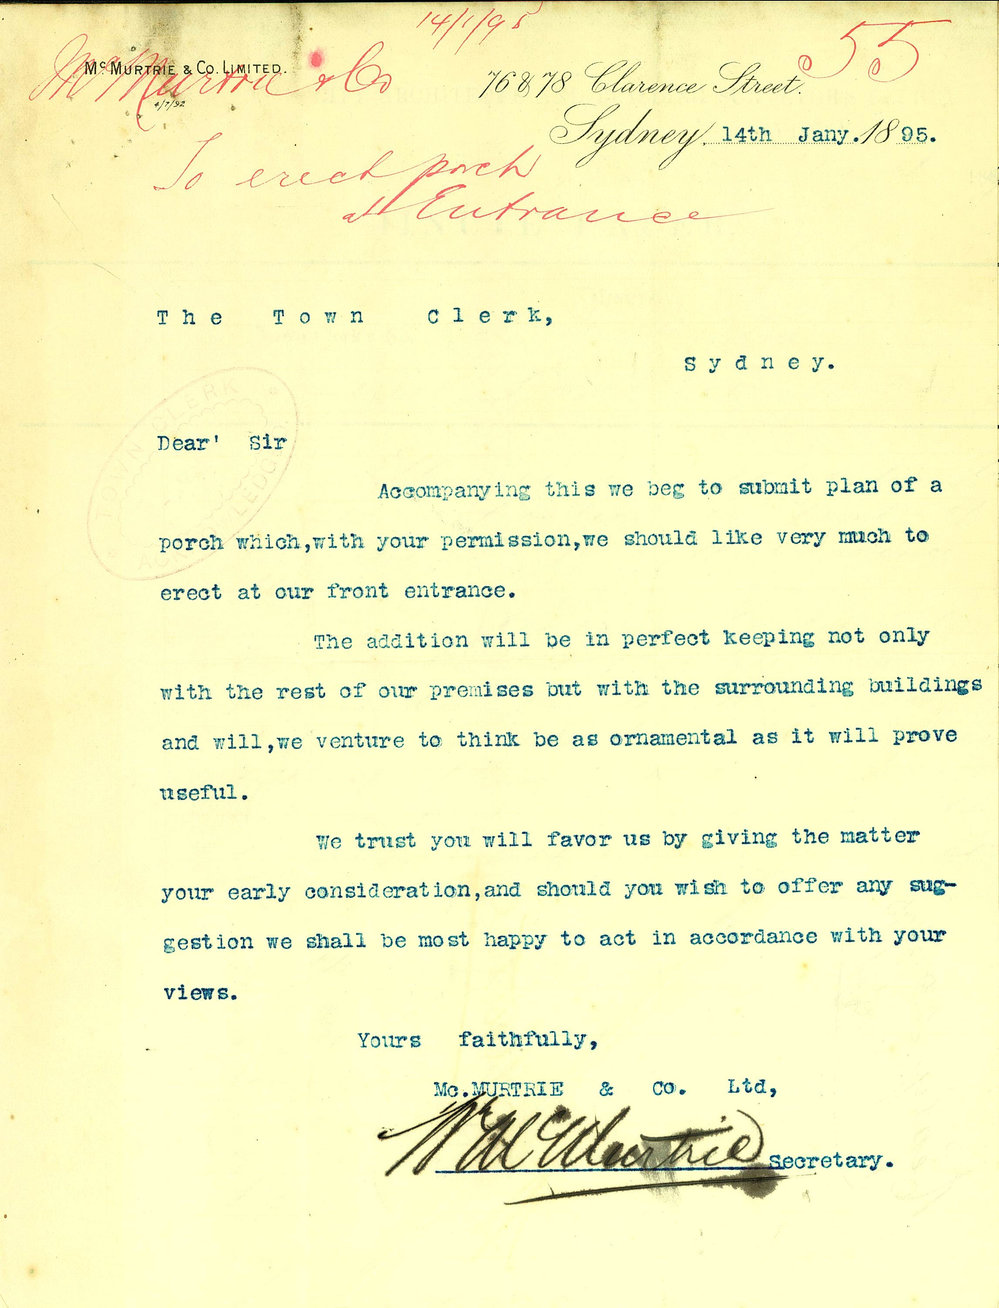 14/1/95
55
McMurtrie & Co
Mc MURTRIE & CO. LIMITED.
4/7/92
76 & 78 Clarence Street.
Sydney, 14th Jany. 1895.
To erect porch
at Entrance
The Town Clerk,
Sydney.
TOWN CLERK
Dear' Sir
Accompanying this we beg to submit plan of a
porch which,with your permission,we should like very much to
erect at our front entrance.
The addition will be in perfect keeping not only
with the rest of our premises but with the surrounding buildings
and will,we venture to think be as ornamental as it will prove
useful.
We trust you will favor us by giving the matter
your early consideration,and should you wish to offer any sug-
gestion we shall be most happy to act in accordance with your
views.
Yours faithfully,
Mc.MURTRIE & Co. Ltd,
W McMurtrie
Secretary.